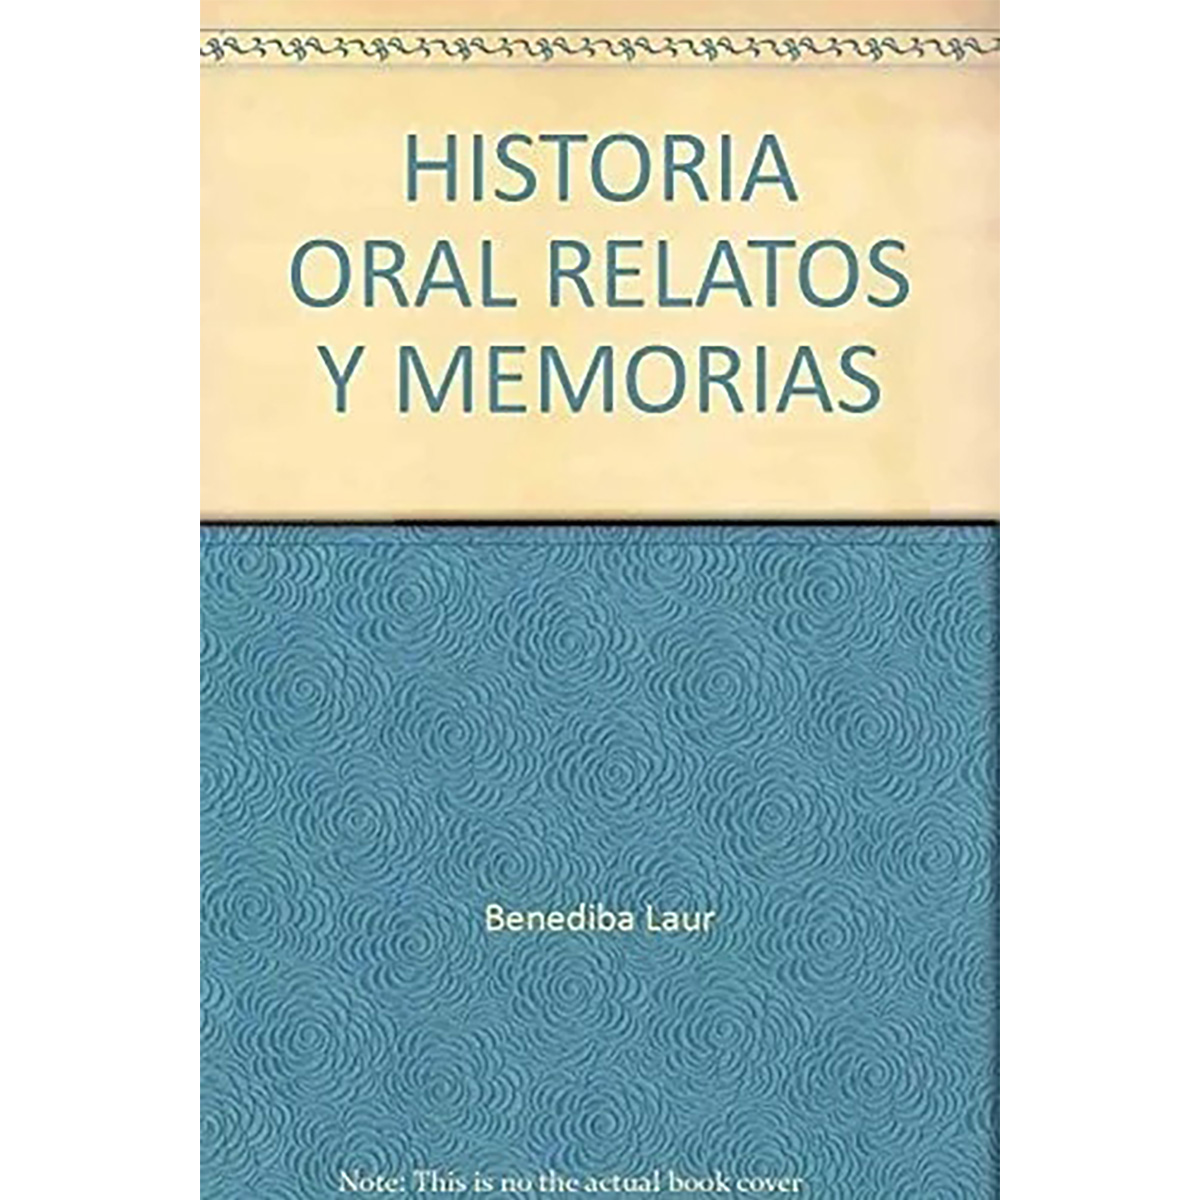 HISTORIA
ORAL RELATOS
Y MEMORIAS
Benediba Laur
Note: This is no the actual book cover